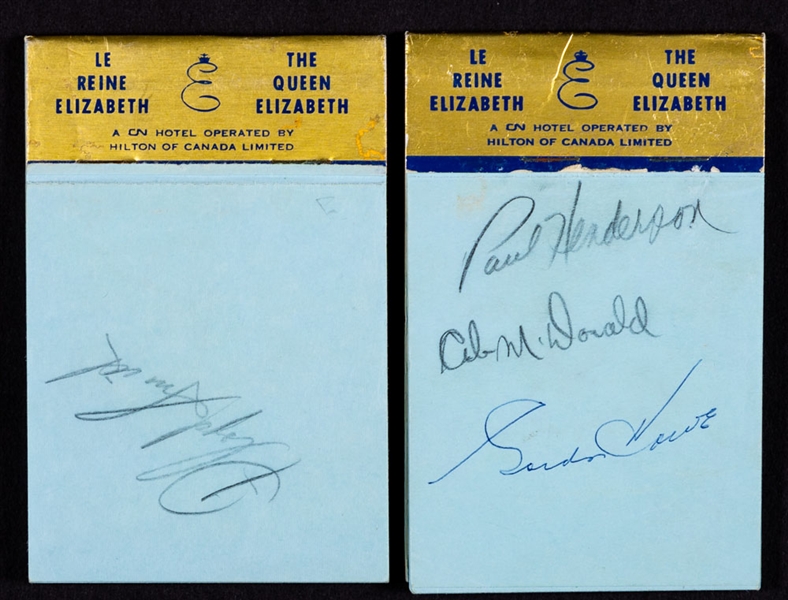 LE REINE ELIZABETH
THE QUEEN ELIZABETH
A CN HOTEL OPERATED BY
HILTON OF CANADA LIMITED
LE REINE ELIZABETH
THE QUEEN ELIZABETH
A CN HOTEL OPERATED BY
HILTON OF CANADA LIMITED
Paul Henderson
Ab McDonald
Gordon Howe